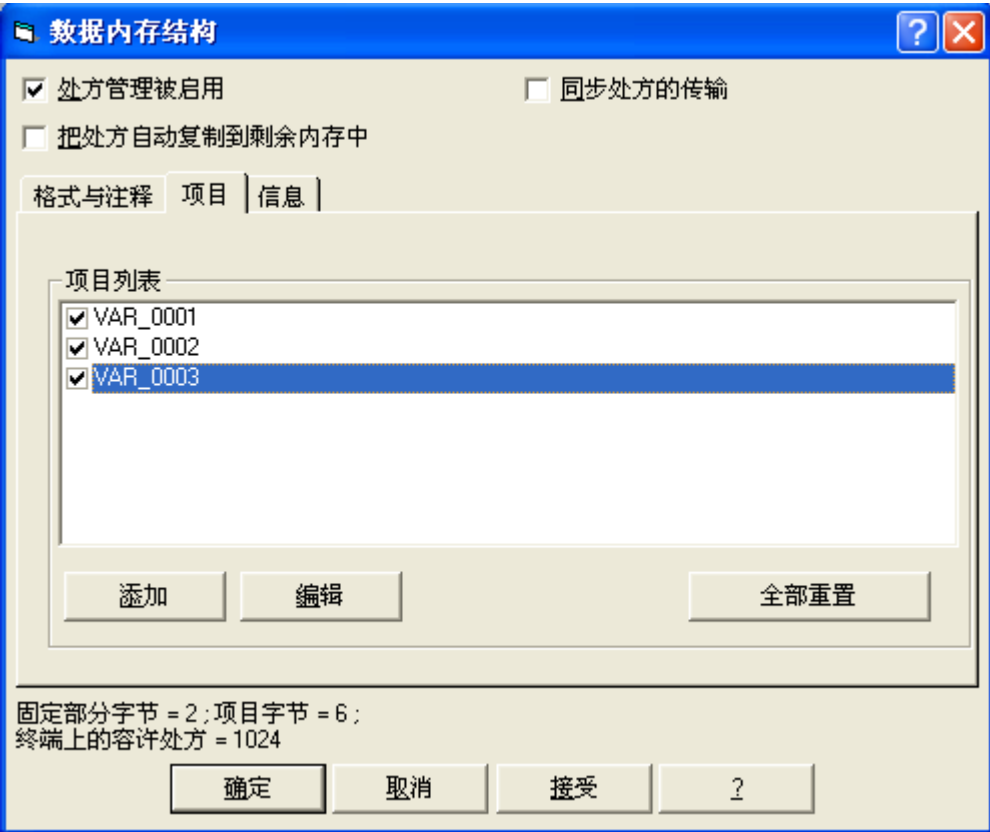 数据内存结构
处方管理被启用 同步处方的传输
把处方自动复制到剩余内存中
格式与注释 项目 信息
项目列表
VAR_0001
VAR_0002
VAR_0003
添加 编辑 全部重置
固定部分字节 = 2 ; 项目字节 = 6 ;
终端上的容许处方 = 1024
确定 取消 接受 ?